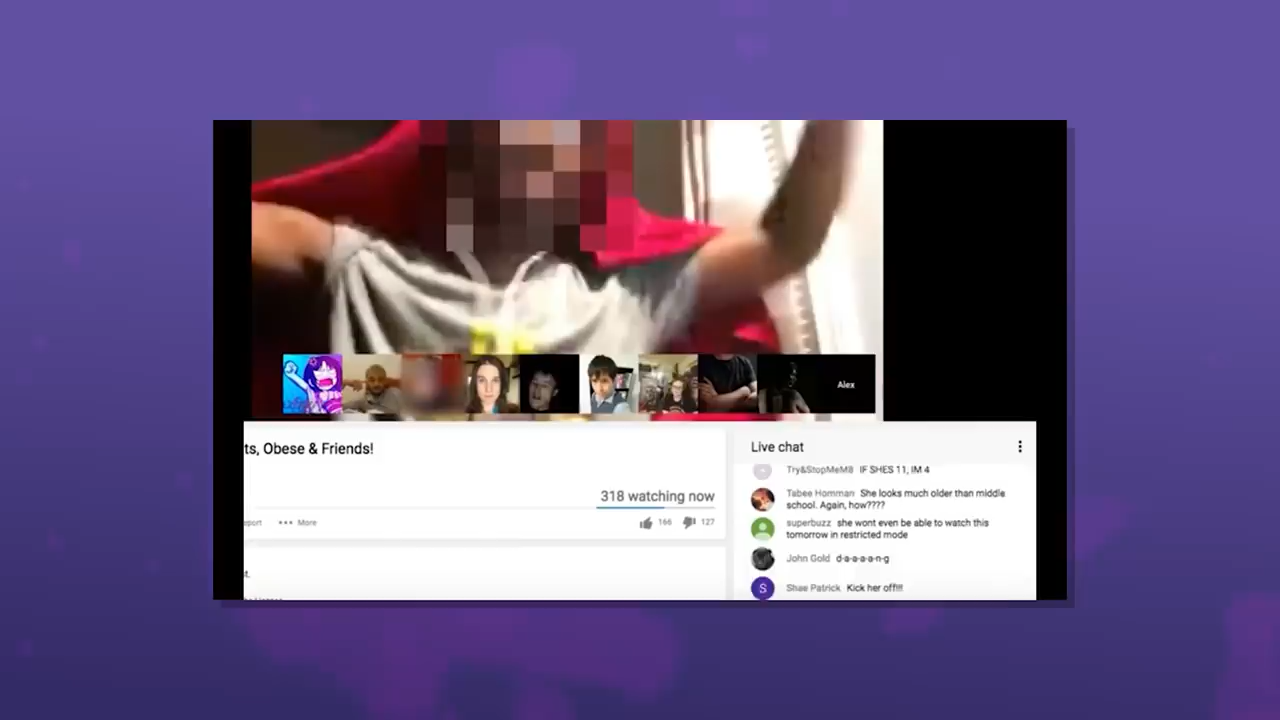 Alex
ts, Obese & Friends!
318 watching now
port
More
166
127
Live chat
Try&StopMeM8 IF SHES 11, IM 4
Tabee Homman She looks much older than middle
school. Again, how????
superbuzz she wont even be able to watch this
tomorrow in restricted mode
John Gold d-a-a-a-a-n-g
S
Shae Patrick Kick her off!!!